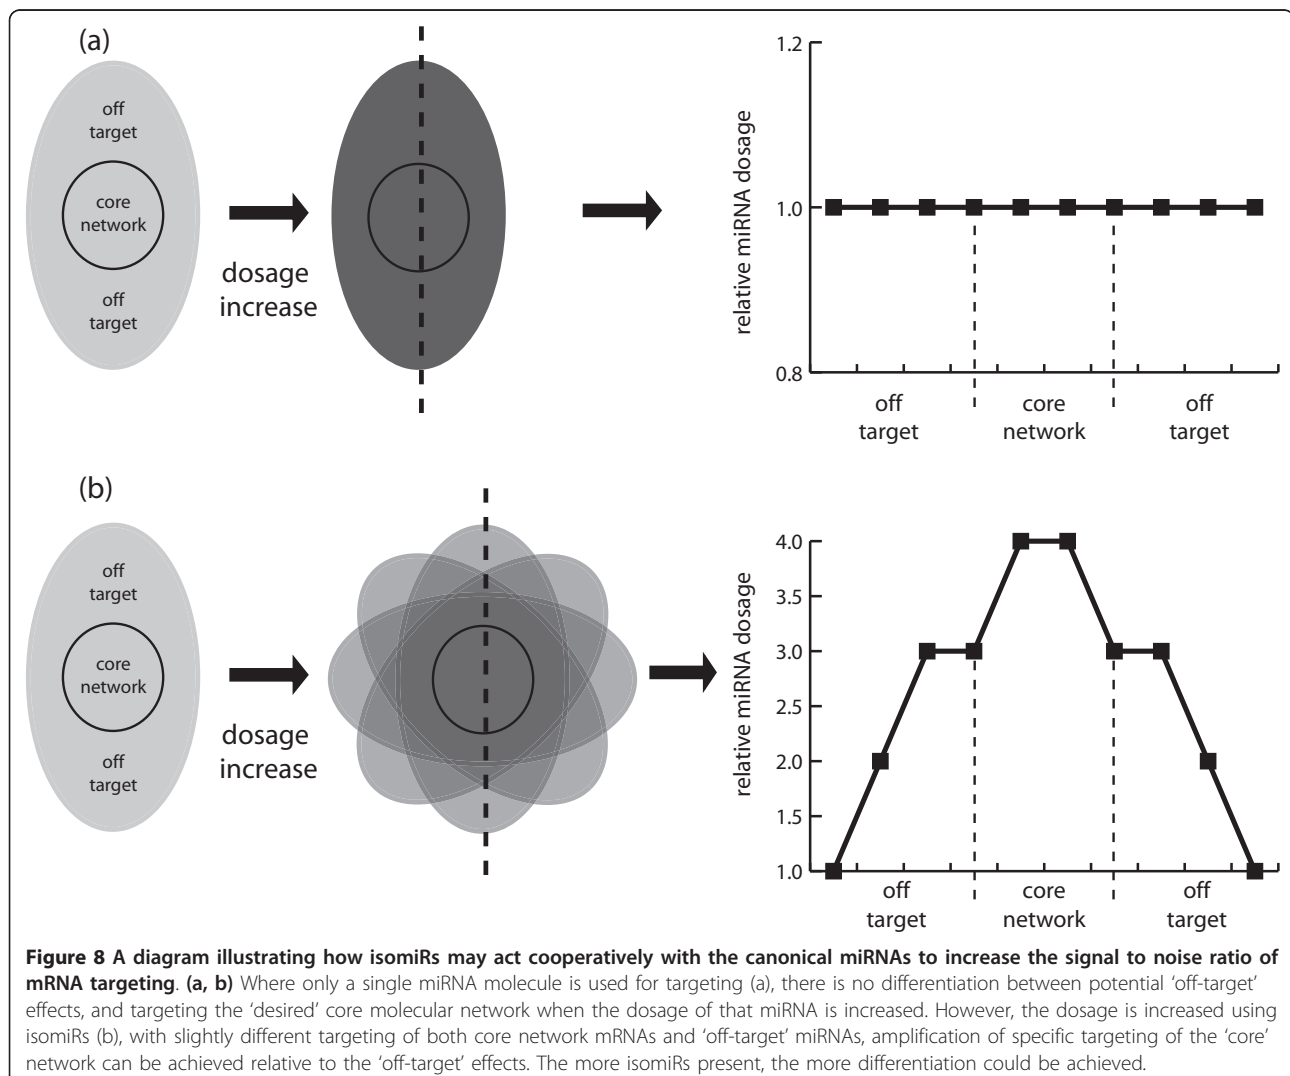 (a)
off
target
core
network
off
target
dosage
increase
relative miRNA dosage
1.2
1.0
0.8
off
target
core
network
off
target
(b)
off
target
core
network
off
target
dosage
increase
relative miRNA dosage
4.0
3.5
3.0
2.5
2.0
1.5
1.0
off
target
core
network
off
target
Figure 8 A diagram illustrating how isomiRs may act cooperatively with the canonical miRNAs to increase the signal to noise ratio of
mRNA targeting. (a, b) Where only a single miRNA molecule is used for targeting (a), there is no differentiation between potential ‘off-target’
effects, and targeting the ‘desired’ core molecular network when the dosage of that miRNA is increased. However, the dosage is increased using
isomiRs (b), with slightly different targeting of both core network mRNAs and ‘off-target’ miRNAs, amplification of specific targeting of the ‘core’
network can be achieved relative to the ‘off-target’ effects. The more isomiRs present, the more differentiation could be achieved.